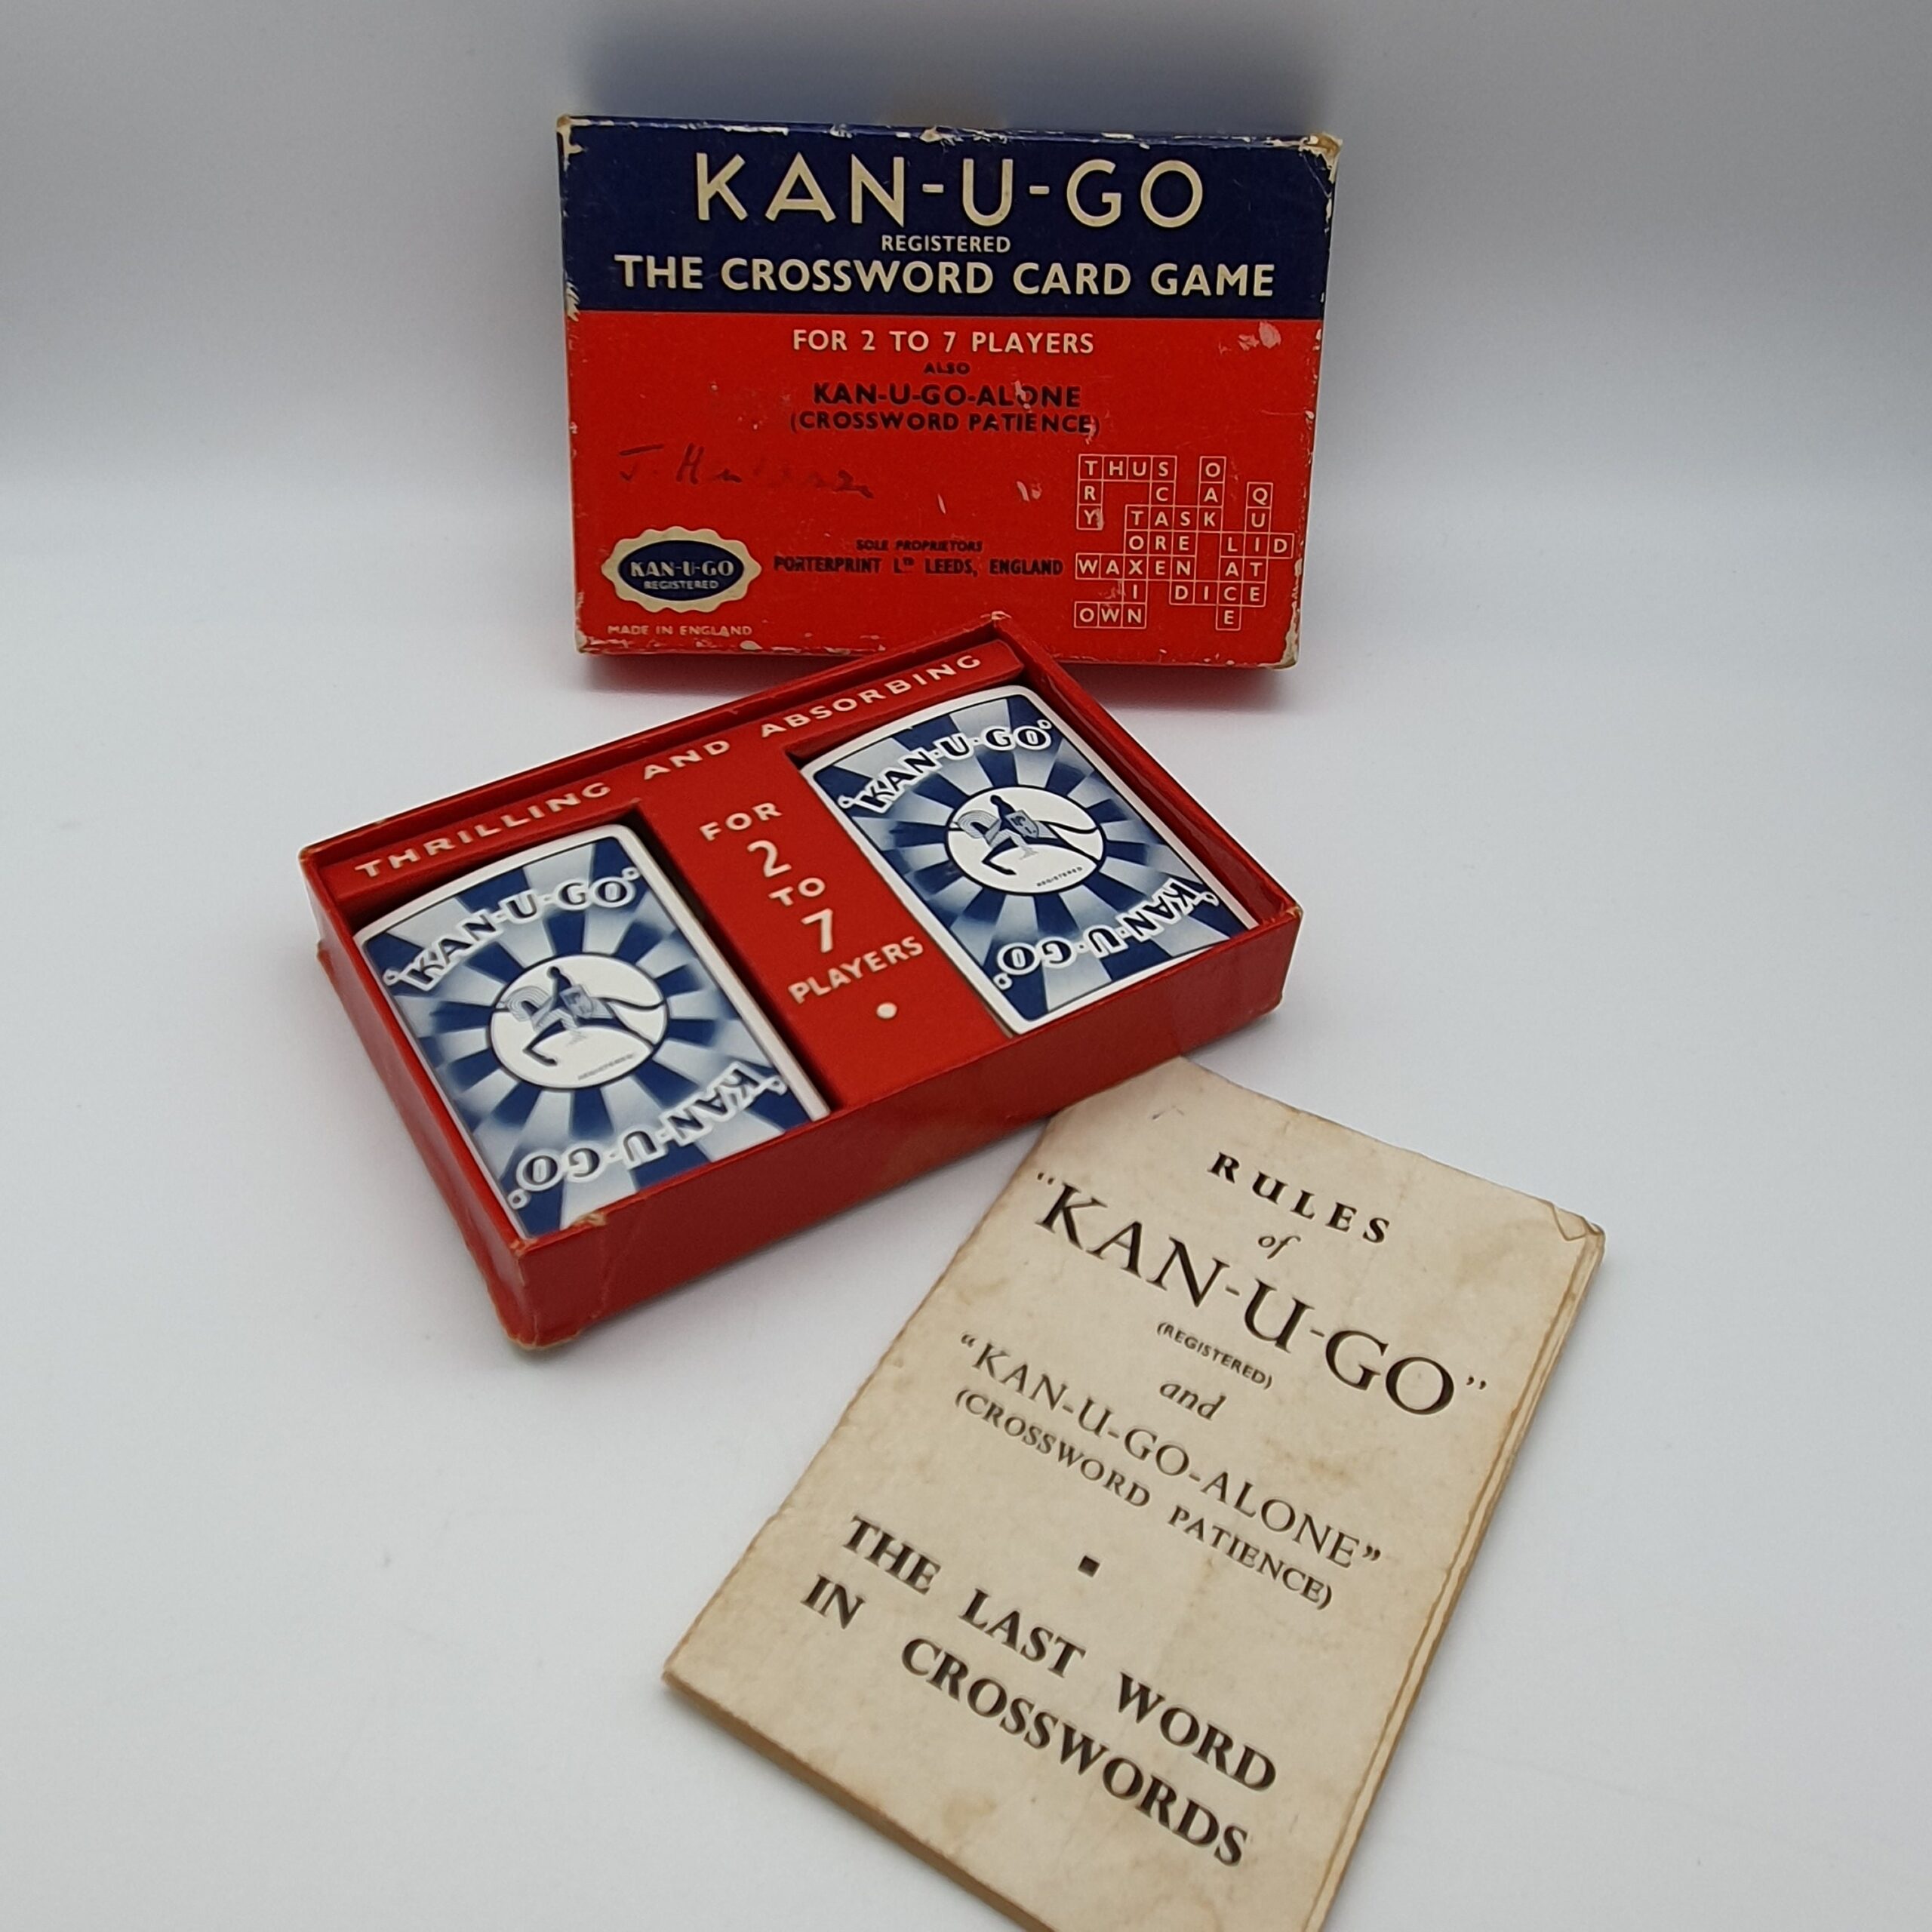 KAN-U-GO
REGISTERED
THE CROSSWORD CARD GAME
FOR 2 TO 7 PLAYERS
ALSO
KAN-U-GO-ALONE
(CROSSWORD PATIENCE)
THUS O
R C A Q
Y TASK U
ORE LID
WAXEN AT
I DICE
OWN E
KAN-U-GO
REGISTERED
SOLE PROPRIETORS
PORTERPRINT LTD LEEDS, ENGLAND
MADE IN ENGLAND
THRILLING AND ABSORBING
FOR
2
TO
7
PLAYERS
'KAN-U-GO'
'KAN-U-GO'
'KAN-U-GO'
REGISTERED
'KAN-U-GO'
RULES
of
"KAN-U-GO"
(REGISTERED)
and
"KAN-U-GO-ALONE"
(CROSSWORD PATIENCE)
THE LAST WORD
IN CROSSWORDS